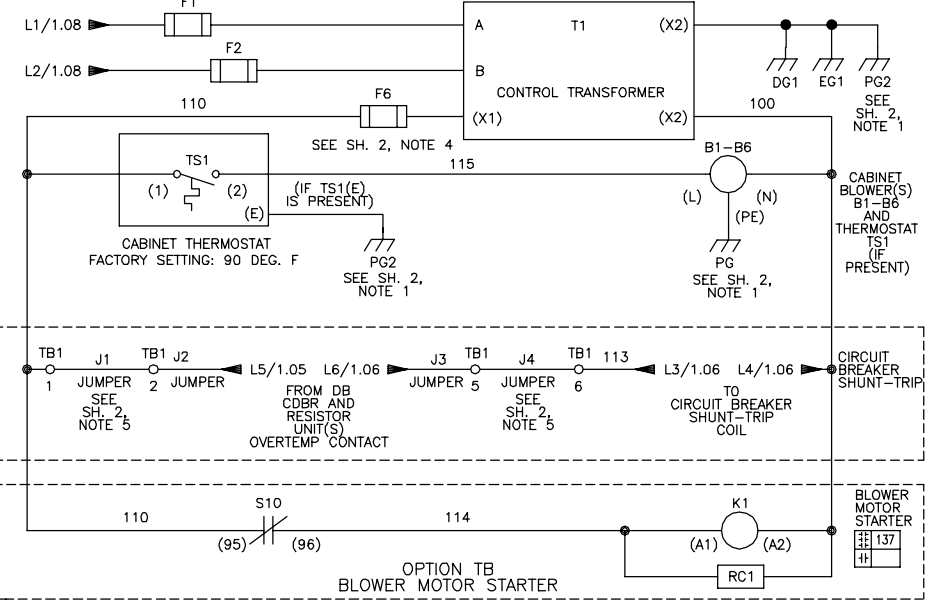 F1
L1/1.08
A
T1
(X2)
F2
L2/1.08
B
DG1
EG1
PG2
CONTROL TRANSFORMER
SEE
SH. 2,
NOTE 1
110
F6
(X1)
(X2)
100
SEE SH. 2, NOTE 4
TS1
115
B1-B6
(1)
(2)
(IF TS1(E)
IS PRESENT)
(L)
(N)
(E)
(PE)
CABINET
BLOWER(S)
B1-B6
AND
THERMOSTAT
TS1
(IF
PRESENT)
CABINET THERMOSTAT
FACTORY SETTING: 90 DEG. F
PG2
SEE SH. 2,
NOTE 1
PG
SEE SH. 2,
NOTE 1
TB1
J1
TB1
J2
L5/1.05
L6/1.06
J3
TB1
J4
TB1
113
L3/1.06
L4/1.06
CIRCUIT
BREAKER
SHUNT-TRIP
1
JUMPER
2
JUMPER
JUMPER
5
JUMPER
6
SEE
SH. 2,
NOTE 5
FROM DB
CDBR AND
RESISTOR
UNIT(S)
OVERTEMP CONTACT
SEE
SH. 2,
NOTE 5
TO
CIRCUIT BREAKER
SHUNT-TRIP
COIL
110
S10
114
K1
BLOWER
MOTOR
STARTER
137
(95)
(96)
(A1)
(A2)
RC1
OPTION TB
BLOWER MOTOR STARTER